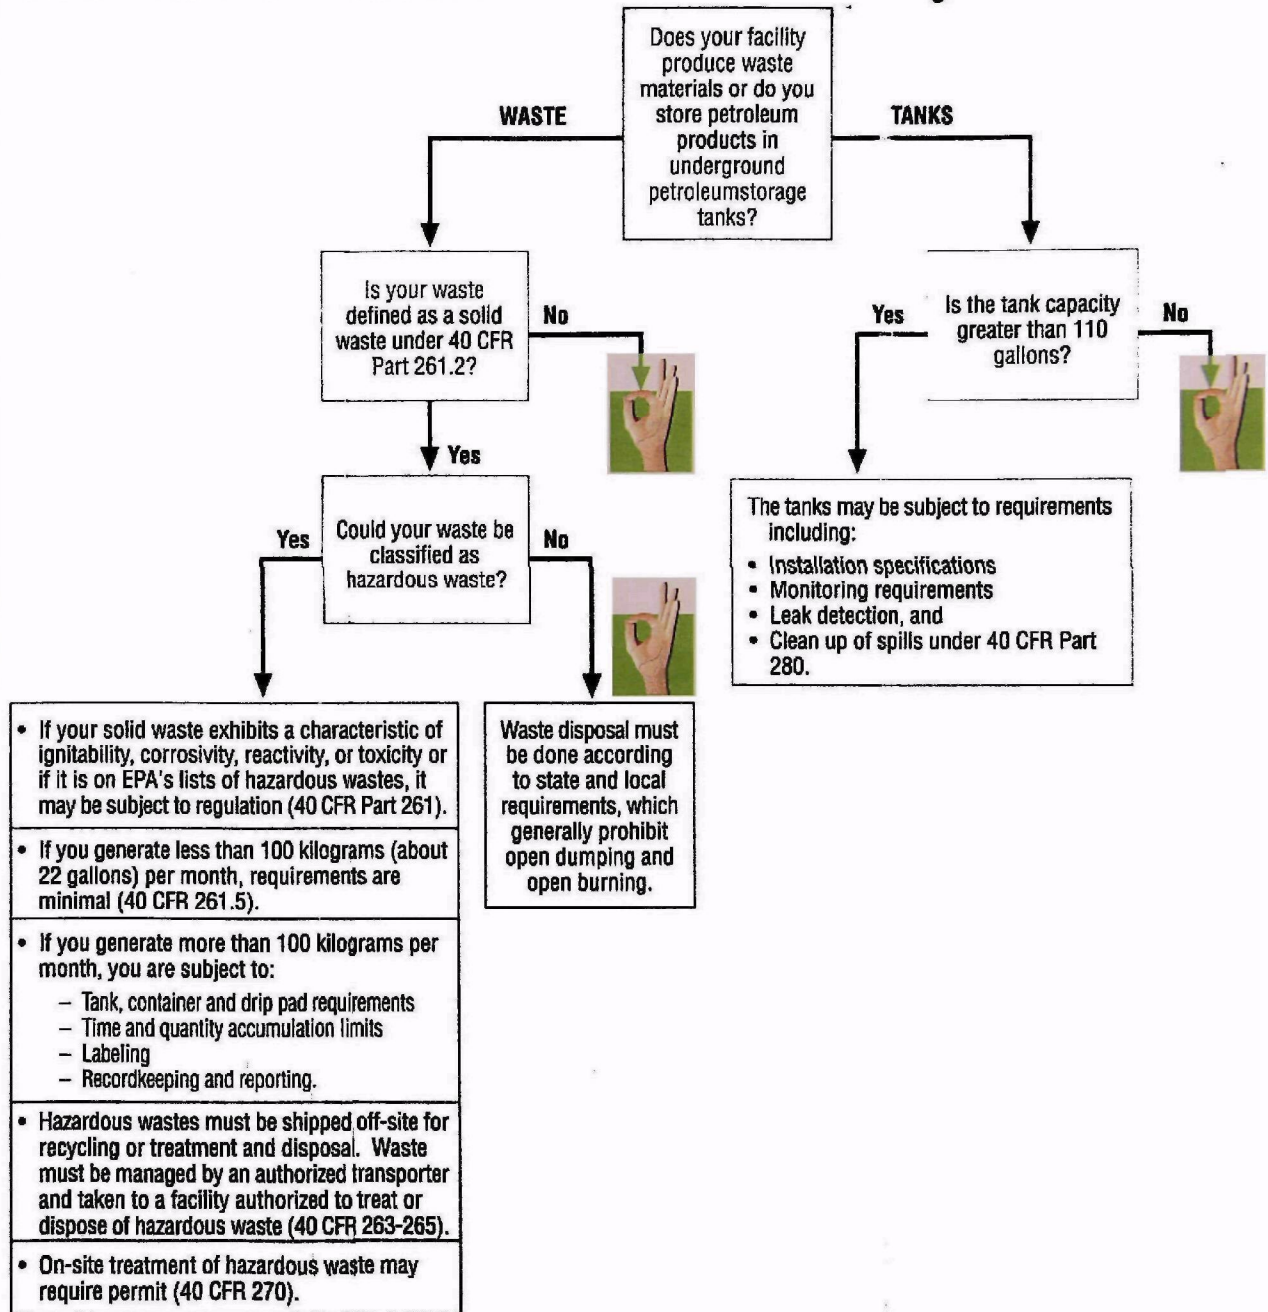 Does your facility
produce waste
materials or do you
store petroleum
products in
underground
petroleumstorage
tanks?
WASTE
TANKS
Is your waste
defined as a solid
waste under 40 CFR
Part 261.2?
No
Yes
Is the tank capacity
greater than 110
gallons?
Yes
No
Could your waste be
classified as
hazardous waste?
Yes
No
The tanks may be subject to requirements
including:
• Installation specifications
• Monitoring requirements
• Leak detection, and
• Clean up of spills under 40 CFR Part
280.
• If your solid waste exhibits a characteristic of
ignitability, corrosivity, reactivity, or toxicity or
if it is on EPA's lists of hazardous wastes, it
may be subject to regulation (40 CFR Part 261).
• If you generate less than 100 kilograms (about
22 gallons) per month, requirements are
minimal (40 CFR 261.5).
• If you generate more than 100 kilograms per
month, you are subject to:
– Tank, container and drip pad requirements
– Time and quantity accumulation limits
– Labeling
– Recordkeeping and reporting.
• Hazardous wastes must be shipped off-site for
recycling or treatment and disposal. Waste
must be managed by an authorized transporter
and taken to a facility authorized to treat or
dispose of hazardous waste (40 CFR 263-265).
• On-site treatment of hazardous waste may
require permit (40 CFR 270).
Waste disposal must
be done according
to state and local
requirements, which
generally prohibit
open dumping and
open burning.